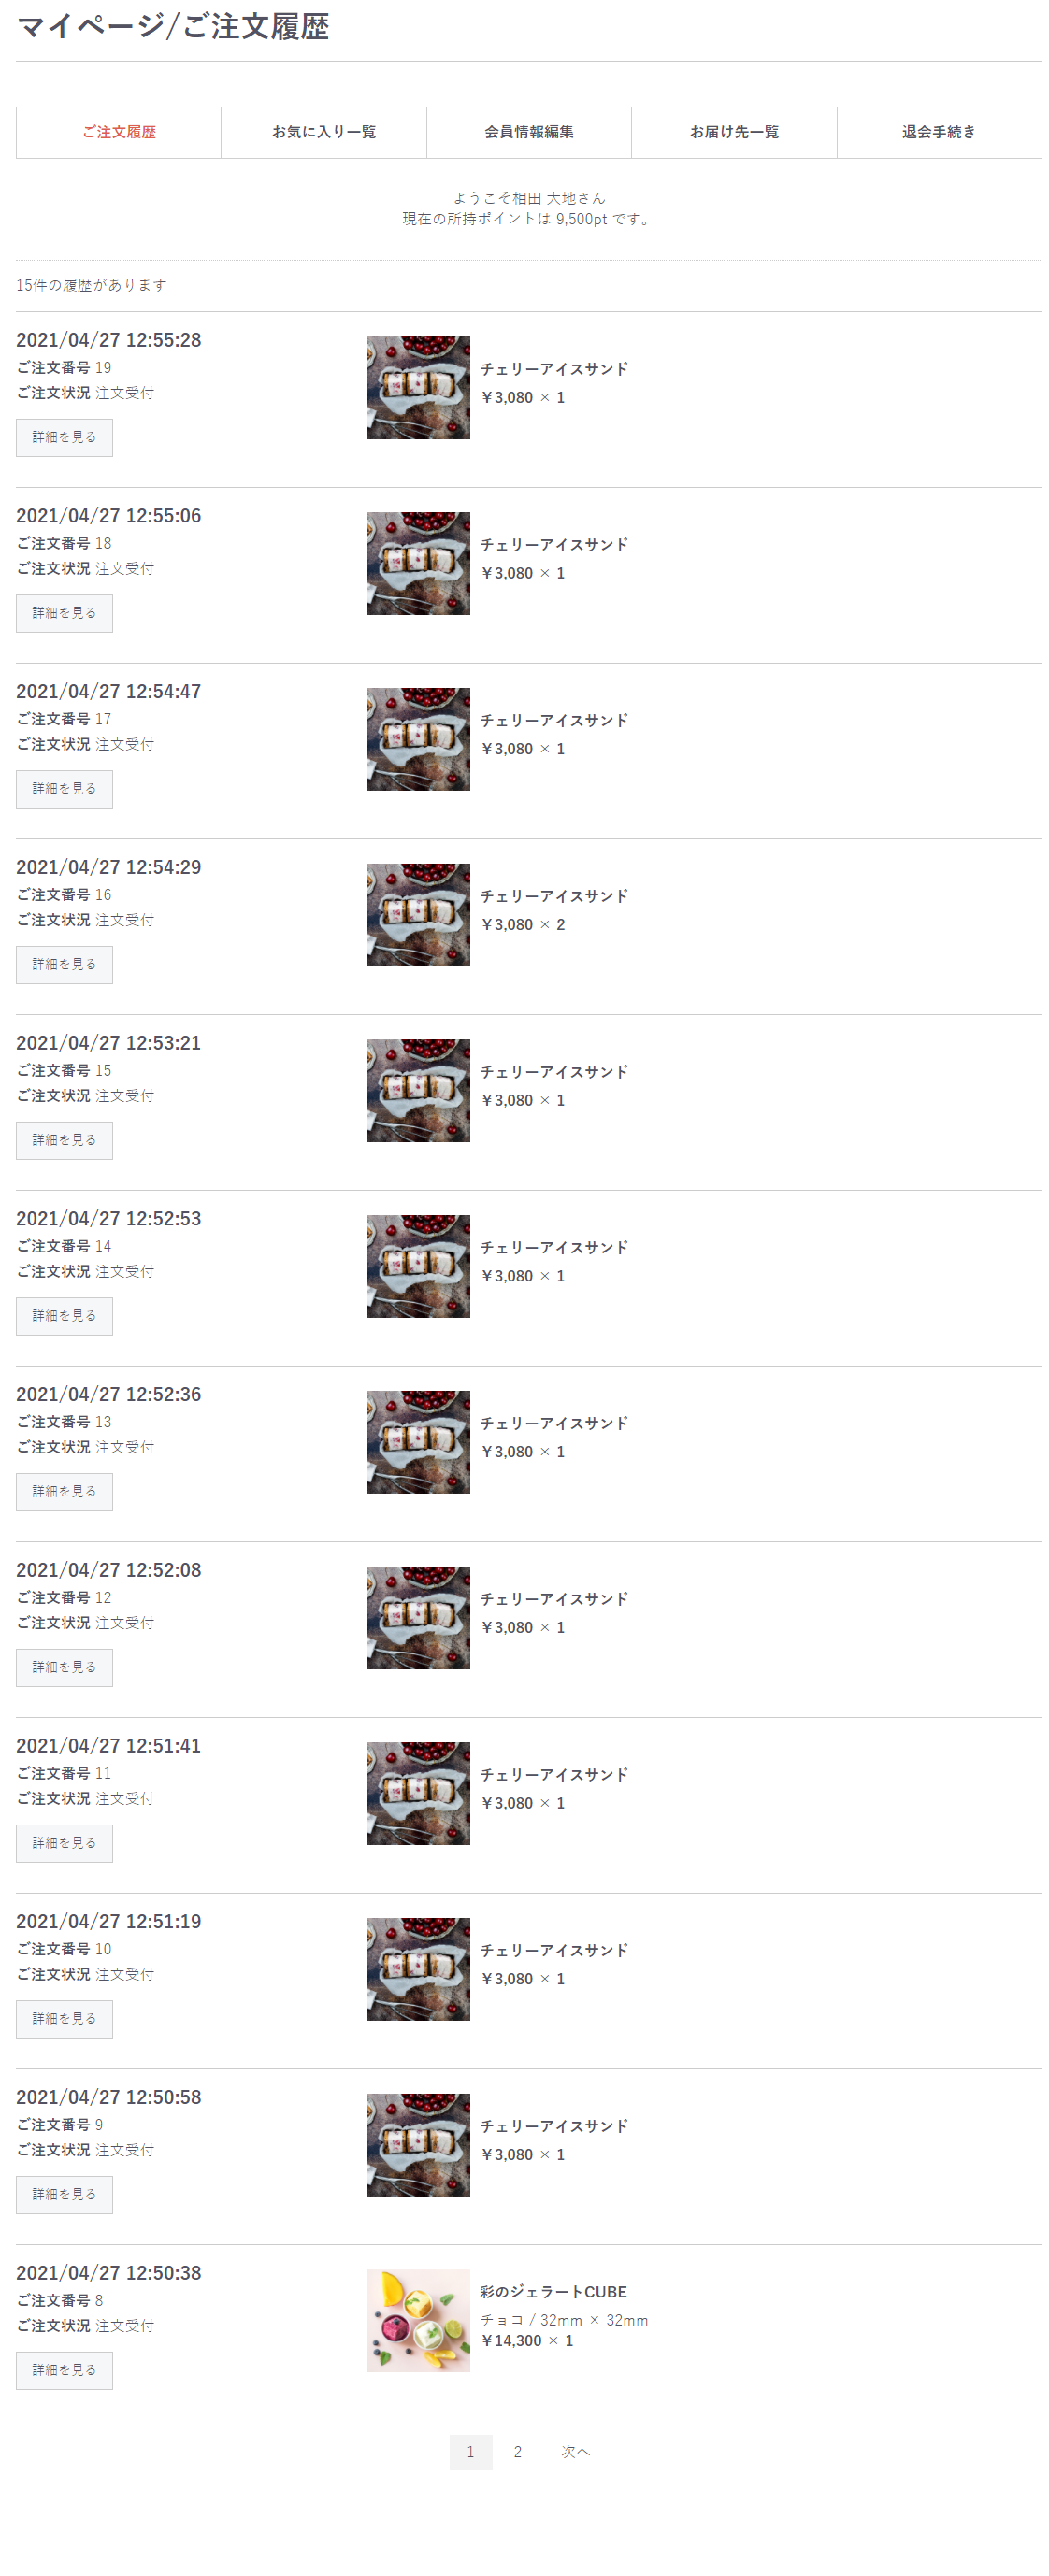 マイページ/ご注文履歴
ご注文履歴 お気に入り一覧 会員情報編集 お届け先一覧 退会手続き
ようこそ相田 大地さん
現在の所持ポイントは 9,500pt です。
15件の履歴があります
2021/04/27 12:55:28
ご注文番号 19
ご注文状況 注文受付
詳細を見る
チェリーアイスサンド
￥3,080 × 1
2021/04/27 12:55:06
ご注文番号 18
ご注文状況 注文受付
詳細を見る
チェリーアイスサンド
￥3,080 × 1
2021/04/27 12:54:47
ご注文番号 17
ご注文状況 注文受付
詳細を見る
チェリーアイスサンド
￥3,080 × 1
2021/04/27 12:54:29
ご注文番号 16
ご注文状況 注文受付
詳細を見る
チェリーアイスサンド
￥3,080 × 2
2021/04/27 12:53:21
ご注文番号 15
ご注文状況 注文受付
詳細を見る
チェリーアイスサンド
￥3,080 × 1
2021/04/27 12:52:53
ご注文番号 14
ご注文状況 注文受付
詳細を見る
チェリーアイスサンド
￥3,080 × 1
2021/04/27 12:52:36
ご注文番号 13
ご注文状況 注文受付
詳細を見る
チェリーアイスサンド
￥3,080 × 1
2021/04/27 12:52:08
ご注文番号 12
ご注文状況 注文受付
詳細を見る
チェリーアイスサンド
￥3,080 × 1
2021/04/27 12:51:41
ご注文番号 11
ご注文状況 注文受付
詳細を見る
チェリーアイスサンド
￥3,080 × 1
2021/04/27 12:51:19
ご注文番号 10
ご注文状況 注文受付
詳細を見る
チェリーアイスサンド
￥3,080 × 1
2021/04/27 12:50:58
ご注文番号 9
ご注文状況 注文受付
詳細を見る
チェリーアイスサンド
￥3,080 × 1
2021/04/27 12:50:38
ご注文番号 8
ご注文状況 注文受付
詳細を見る
彩のジェラートCUBE
チョコ / 32mm × 32mm
￥14,300 × 1
1 2 次へ